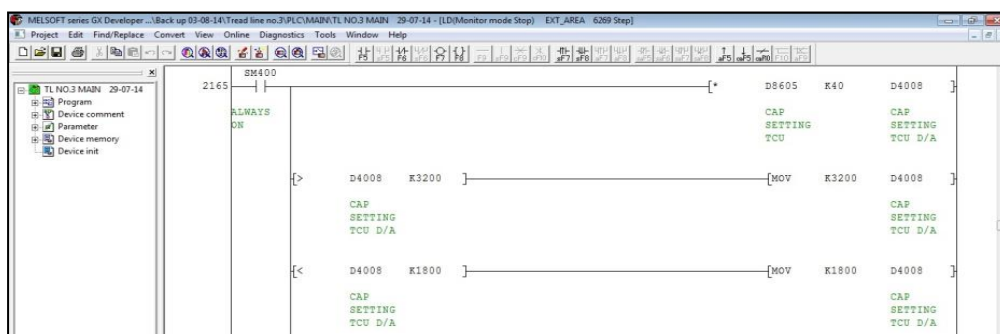 MELSOFT series GX Developer ...\Back up 03-08-14\Tread line no.3\PLC\MAIN\TL NO.3 MAIN 29-07-14 - [LD(Monitor mode Stop) EXT_AREA 6269 Step]
Project Edit Find/Replace Convert View Online Diagnostics Tools Window Help
TL NO.3 MAIN 29-07-14
Program
Device comment
Parameter
Device memory
Device init
SM400
2165 [* D8605 K40 D4008 ]
ALWAYS CAP CAP
ON SETTING SETTING
TCU TCU D/A
[> D4008 K3200 ] [MOV K3200 D4008 ]
CAP CAP
SETTING SETTING
TCU D/A TCU D/A
[< D4008 K1800 ] [MOV K1800 D4008 ]
CAP CAP
SETTING SETTING
TCU D/A TCU D/A